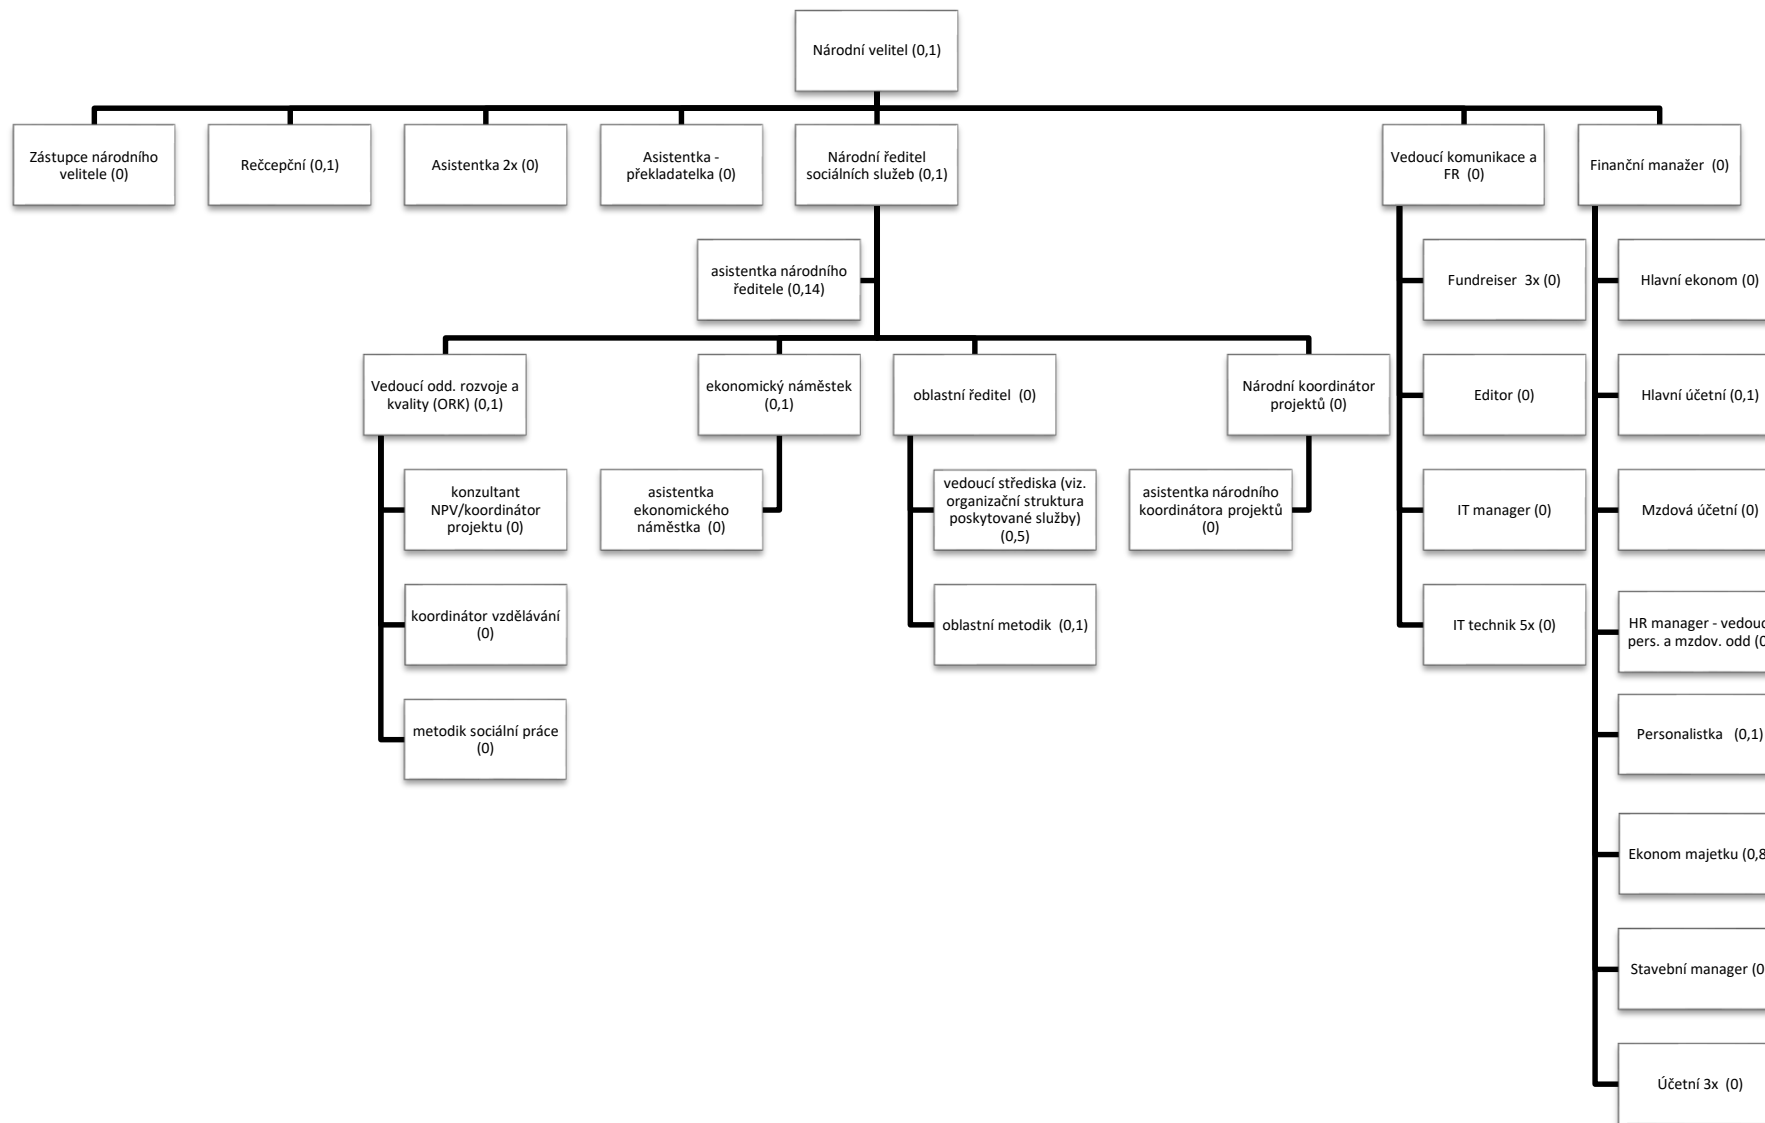 Národní velitel (0,1)
Zástupce národního
velitele (0)
Rečcepční (0,1)
Asistentka 2x (0)
Asistentka -
překladatelka (0)
Národní ředitel
sociálních služeb (0,1)
Vedoucí komunikace a
FR (0)
Finanční manažer (0)
asistentka národního
ředitele (0,14)
Fundreiser 3x (0)
Hlavní ekonom (0)
Vedoucí odd. rozvoje a
kvality (ORK) (0,1)
ekonomický náměstek
(0,1)
oblastní ředitel (0)
Národní koordinátor
projektů (0)
Editor (0)
Hlavní účetní (0,1)
konzultant
NPV/koordinátor
projektu (0)
asistentka
ekonomického
náměstka (0)
vedoucí střediska (viz.
organizační struktura
poskytované služby)
(0,5)
asistentka národního
koordinátora projektů
(0)
IT manager (0)
Mzdová účetní (0)
koordinátor vzdělávání
(0)
oblastní metodik (0,1)
IT technik 5x (0)
HR manager - vedouc
pers. a mzdov. odd (0
metodik sociální práce
(0)
Personalistka (0,1)
Ekonom majetku (0,8
Stavební manager (0
Účetní 3x (0)